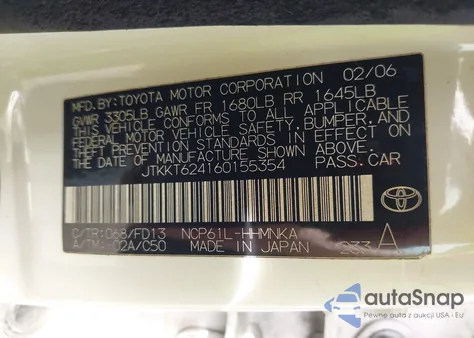 MFD. BY: TOYOTA MOTOR CORPORATION 02/06
GVWR 3305LB GAWR FR 1680LB RR 1645LB
THIS VEHICLE CONFORMS TO ALL APPLICABLE
FEDERAL MOTOR VEHICLE SAFETY, BUMPER, AND
THEFT PREVENTION STANDARDS IN EFFECT ON
THE DATE OF MANUFACTURE SHOWN ABOVE.
JTKKT624160155354 PASS. CAR
C/TR: 068/FD13 NCP61L-HHMNKA
A/TM: -02A/C50 MADE IN JAPAN 233 A
TOYOTA
autoSnap
Pewne auto z aukcji USA - EU